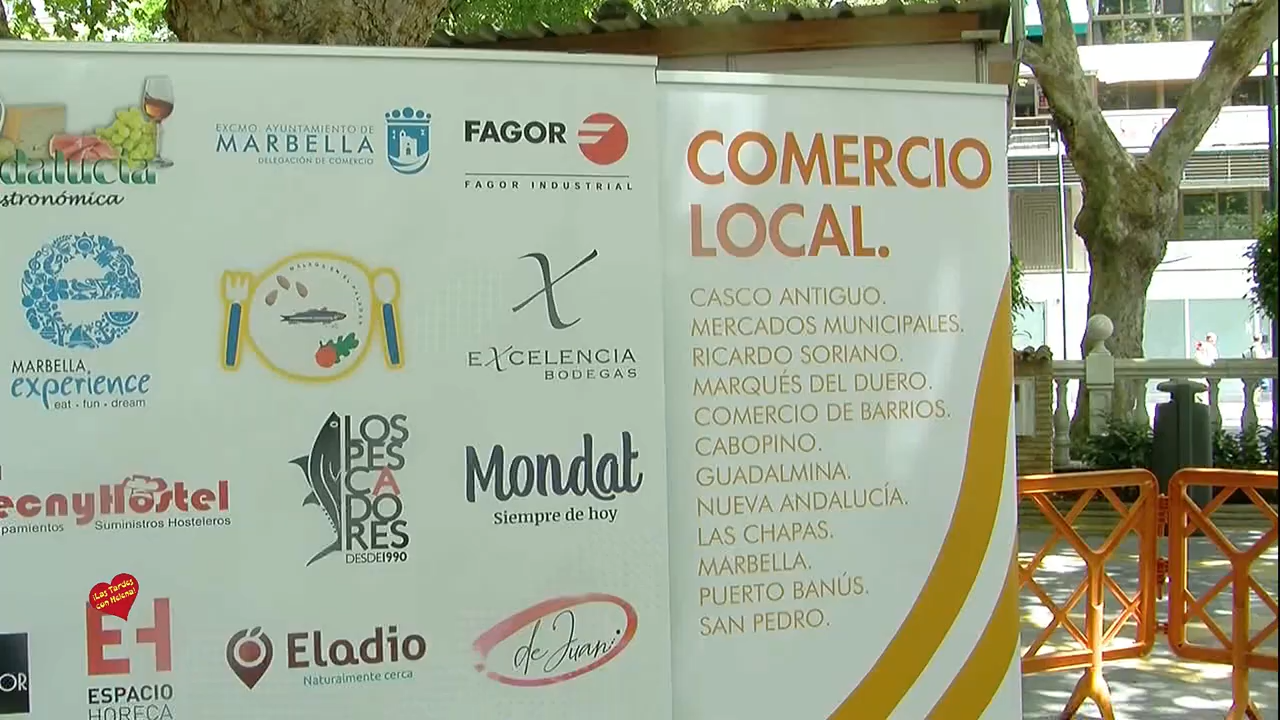 dalucía
stronómica
EXCMO. AYUNTAMIENTO DE
MARBELLA
DELEGACIÓN DE COMERCIO
FAGOR
FAGOR INDUSTRIAL
MARBELLA
experience
eat - fun - dream
EXCELENCIA
BODEGAS
ecnyHostel
pamientos
Suministros Hosteleros
LOS
PES
CA
DO
RES
DESDE 1990
Mondat
Siempre de hoy
¡Las Tardes
con Helena!
OR
EH
ESPACIO
HORECA
Eladio
Naturalmente cerca
de Juan
COMERCIO
LOCAL.
CASCO ANTIGUO.
MERCADOS MUNICIPALES.
RICARDO SORIANO.
MARQUÉS DEL DUERO.
COMERCIO DE BARRIOS.
CABOPINO.
GUADALMINA.
NUEVA ANDALUCÍA.
LAS CHAPAS.
MARBELLA.
PUERTO BANÚS.
SAN PEDRO.